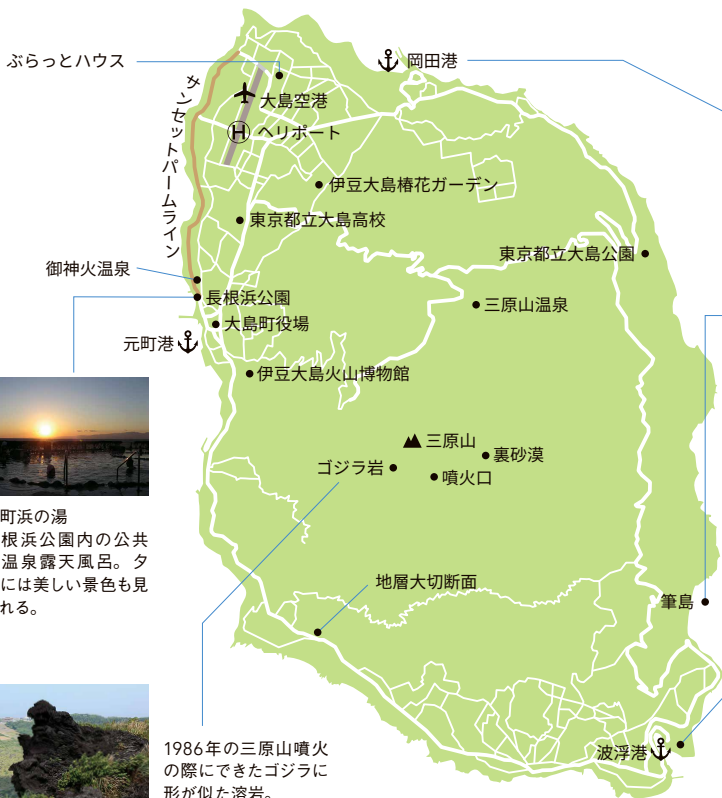 ぶらっとハウス
岡田港
大島空港
サンセットパームライン
ヘリポート
伊豆大島椿花ガーデン
東京都立大島高校
東京都立大島公園
御神火温泉
長根浜公園
三原山温泉
大島町役場
元町港
伊豆大島火山博物館
三原山
裏砂漠
ゴジラ岩
噴火口
町浜の湯
根浜公園内の公共
温泉露天風呂。夕
には美しい景色も見
れる。
地層大切断面
筆島
波浮港
1986年の三原山噴火
の際にできたゴジラに
形が似た溶岩。